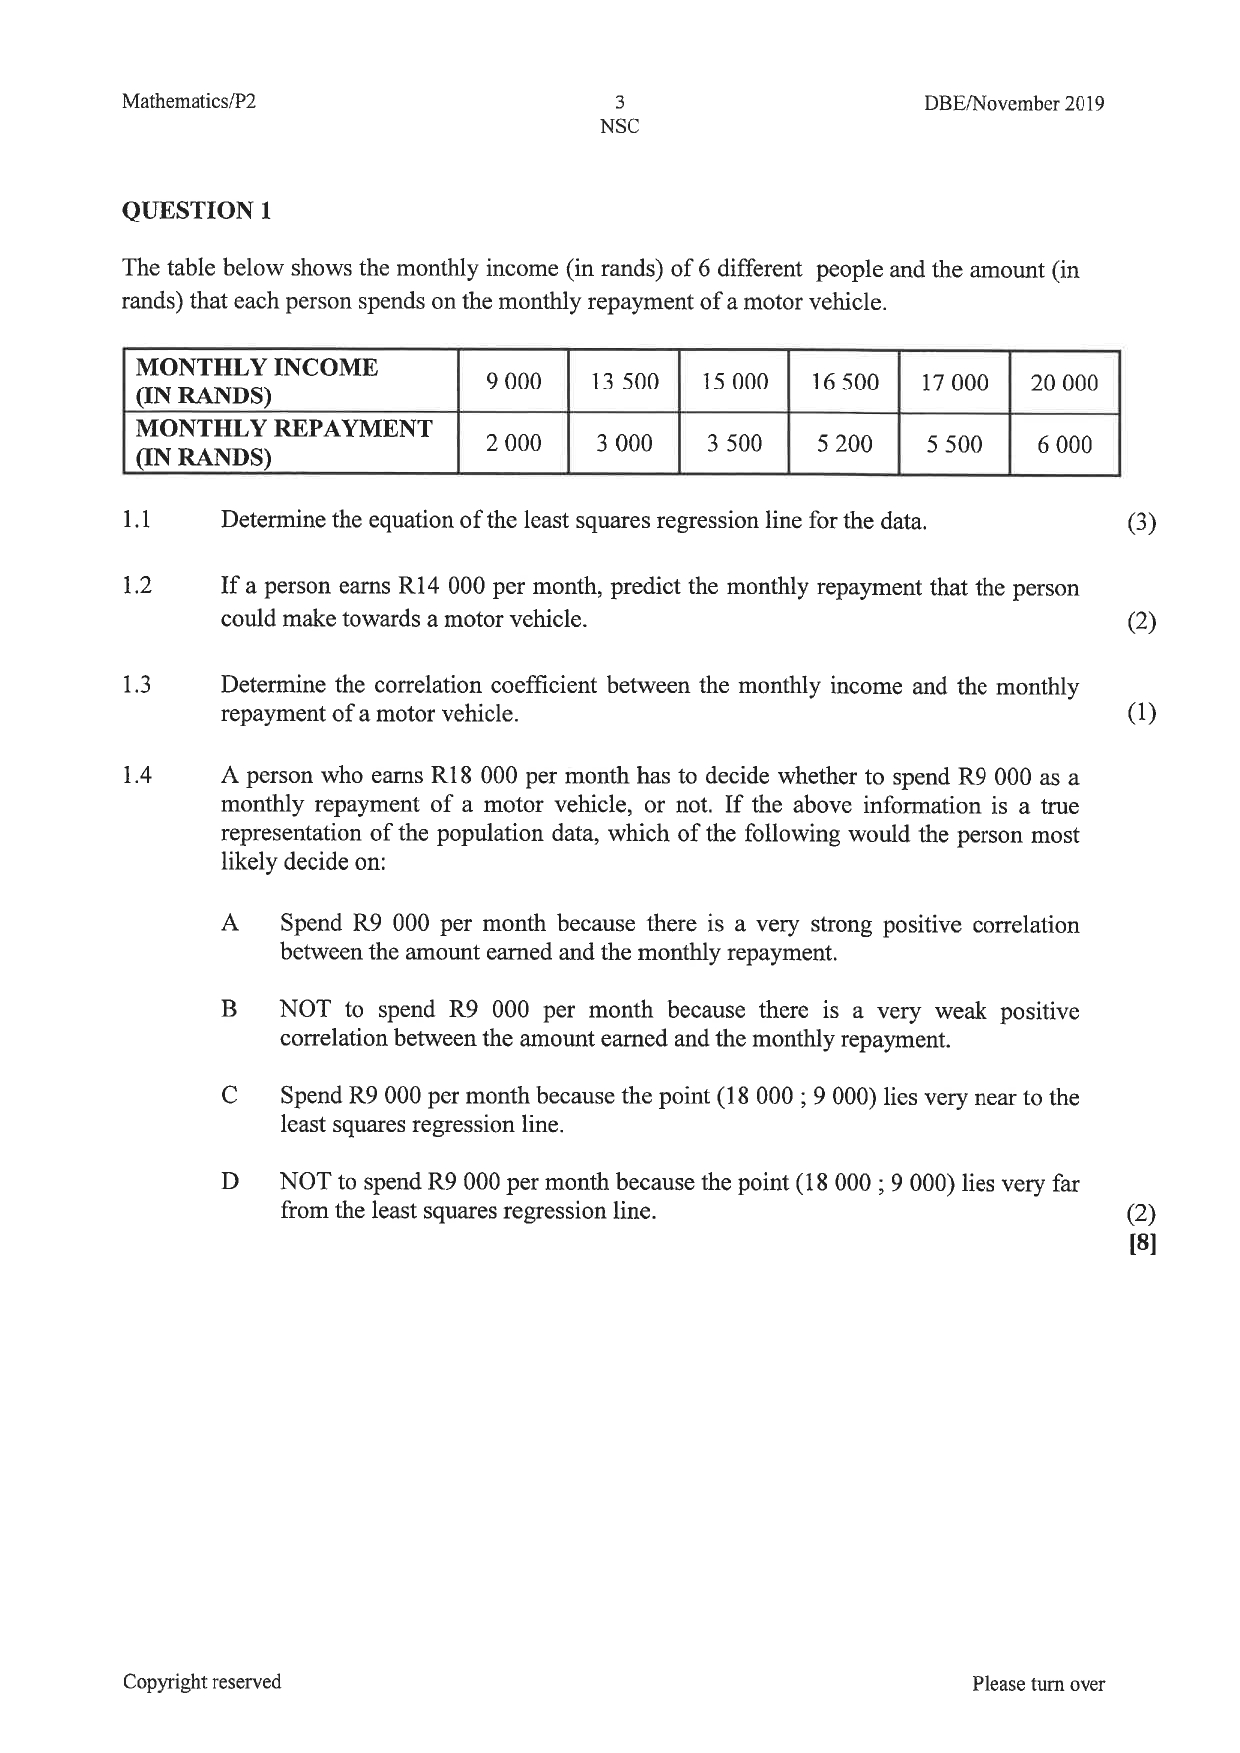 Mathematics/P2 3 DBE/November 2019
NSC
QUESTION 1
The table below shows the monthly income (in rands) of 6 different people and the amount (in
rands) that each person spends on the monthly repayment of a motor vehicle.
MONTHLY INCOME
(IN RANDS) 9 000 13 500 15 000 16 500 17 000 20 000
MONTHLY REPAYMENT
(IN RANDS) 2 000 3 000 3 500 5 200 5 500 6 000
1.1 Determine the equation of the least squares regression line for the data. (3)
1.2 If a person earns R14 000 per month, predict the monthly repayment that the person
could make towards a motor vehicle. (2)
1.3 Determine the correlation coefficient between the monthly income and the monthly
repayment of a motor vehicle. (1)
1.4 A person who earns R18 000 per month has to decide whether to spend R9 000 as a
monthly repayment of a motor vehicle, or not. If the above information is a true
representation of the population data, which of the following would the person most
likely decide on:
A Spend R9 000 per month because there is a very strong positive correlation
between the amount earned and the monthly repayment.
B NOT to spend R9 000 per month because there is a very weak positive
correlation between the amount earned and the monthly repayment.
C Spend R9 000 per month because the point (18 000 ; 9 000) lies very near to the
least squares regression line.
D NOT to spend R9 000 per month because the point (18 000 ; 9 000) lies very far
from the least squares regression line. (2)
[8]
Copyright reserved Please turn over